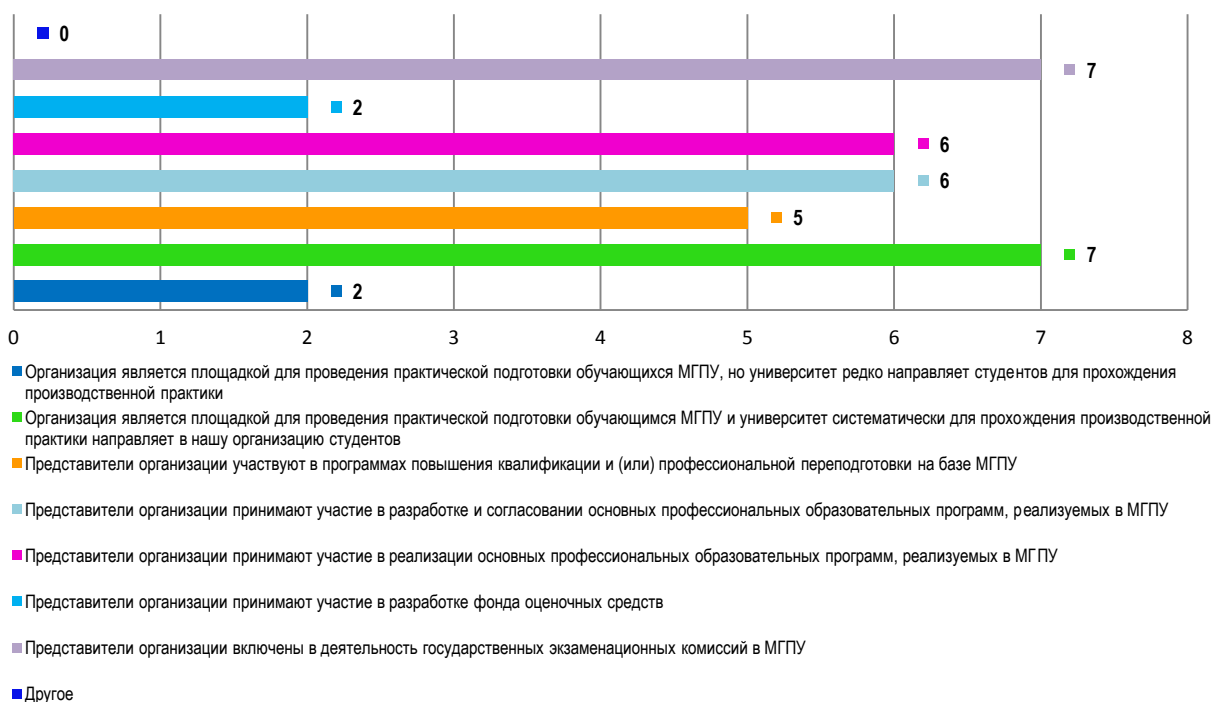 0
7
2
6
6
5
7
2
0 1 2 3 4 5 6 7 8
Организация является площадкой для проведения практической подготовки обучающихся МГПУ, но университет редко направляет студентов для прохождения
производственной практики
Организация является площадкой для проведения практической подготовки обучающимся МГПУ и университет систематически для прохождения производственной
практики направляет в нашу организацию студентов
Представители организации участвуют в программах повышения квалификации и (или) профессиональной переподготовки на базе МГПУ
Представители организации принимают участие в разработке и согласовании основных профессиональных образовательных программ, реализуемых в МГПУ
Представители организации принимают участие в реализации основных профессиональных образовательных программ, реализуемых в МГПУ
Представители организации принимают участие в разработке фонда оценочных средств
Представители организации включены в деятельность государственных экзаменационных комиссий в МГПУ
Другое